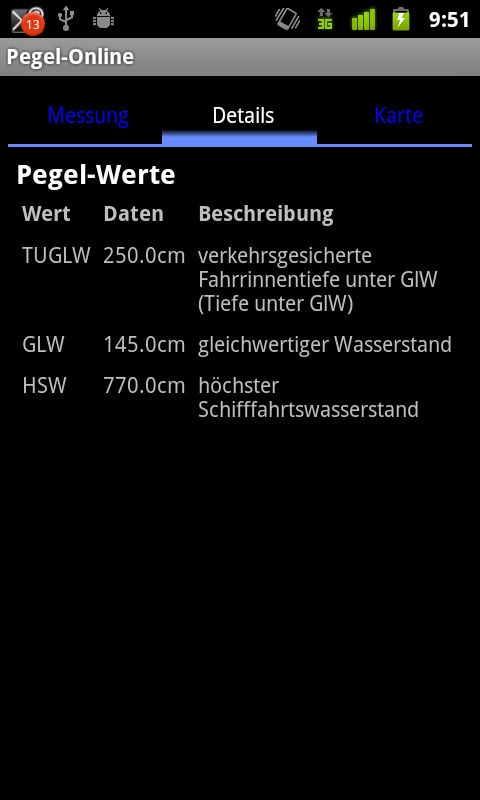 13 3G 9:51
Pegel-Online
Messung Details Karte
Pegel-Werte
Wert Daten Beschreibung
TUGLW 250.0cm verkehrsgesicherte
Fahrrinnentiefe unter GlW
(Tiefe unter GlW)
GLW 145.0cm gleichwertiger Wasserstand
HSW 770.0cm höchster
Schifffahrtswasserstand